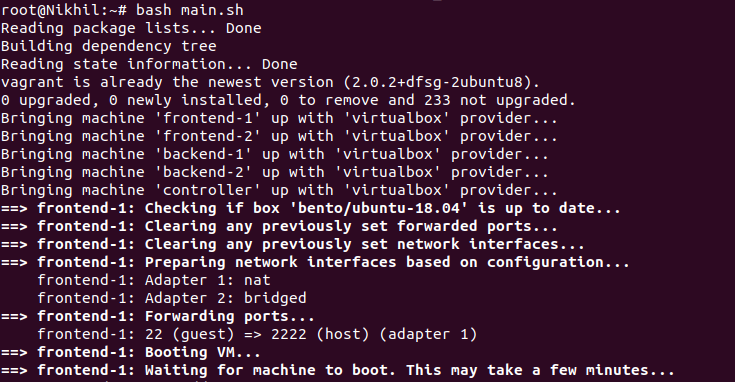 root@Nikhil:~# bash main.sh
Reading package lists... Done
Building dependency tree
Reading state information... Done
vagrant is already the newest version (2.0.2+dfsg-2ubuntu8).
0 upgraded, 0 newly installed, 0 to remove and 233 not upgraded.
Bringing machine 'frontend-1' up with 'virtualbox' provider...
Bringing machine 'frontend-2' up with 'virtualbox' provider...
Bringing machine 'backend-1' up with 'virtualbox' provider...
Bringing machine 'backend-2' up with 'virtualbox' provider...
Bringing machine 'controller' up with 'virtualbox' provider...
==> frontend-1: Checking if box 'bento/ubuntu-18.04' is up to date...
==> frontend-1: Clearing any previously set forwarded ports...
==> frontend-1: Clearing any previously set network interfaces...
==> frontend-1: Preparing network interfaces based on configuration...
    frontend-1: Adapter 1: nat
    frontend-1: Adapter 2: bridged
==> frontend-1: Forwarding ports...
    frontend-1: 22 (guest) => 2222 (host) (adapter 1)
==> frontend-1: Booting VM...
==> frontend-1: Waiting for machine to boot. This may take a few minutes...